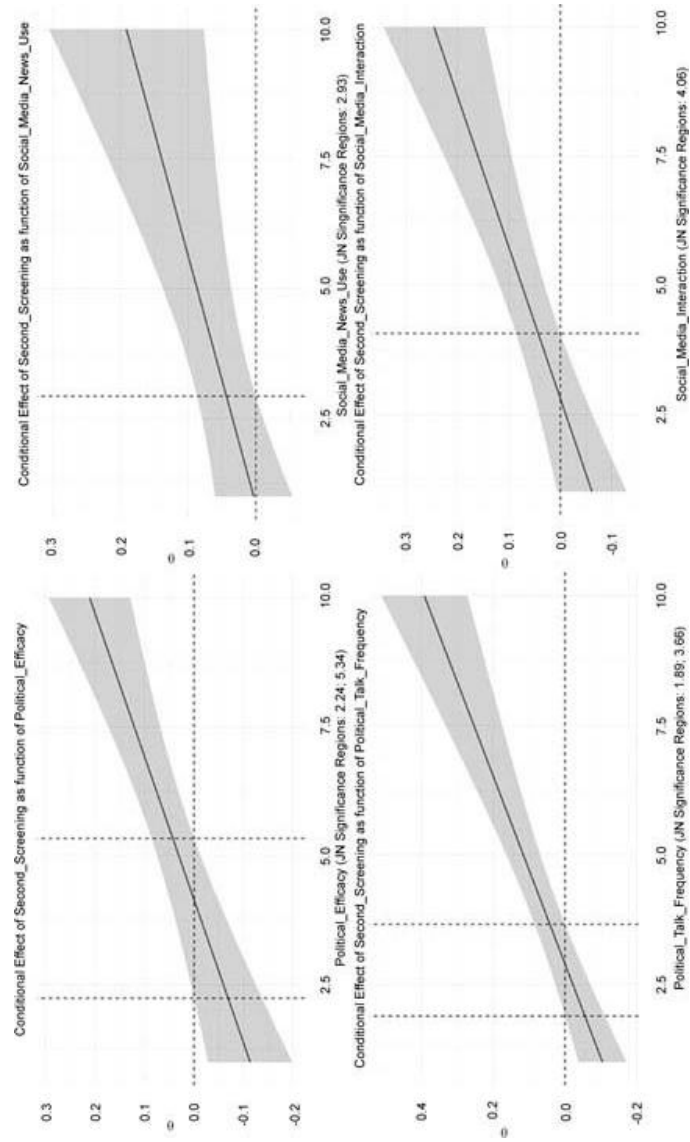 Conditional Effect of Second_Screening as function of Political_Efficacy
0.3
θ
0.1
0.0
-0.2
2.5 5.0 7.5 10.0
Political_Efficacy (JN Significance Regions: 2.24; 5.34)
Conditional Effect of Second_Screening as function of Social_Media_News_Use
0.3
0.2
θ
0.1
0.0
2.5 5.0 7.5 10.0
Social_Media_News_Use (JN Singnificance Regions: 2.93)
Conditional Effect of Second_Screening as function of Political_Talk_Frequency
0.4
θ
0.2
0.0
-0.2
2.5 5.0 7.5 10.0
Political_Talk_Frequency (JN Significance Regions: 1.89; 3.66)
Conditional Effect of Second_Screening as function of Social_Media_Interaction
0.3
0.2
θ
0.1
0.0
-0.1
2.5 5.0 7.5 10.0
Social_Media_Interaction (JN Significance Regions: 4.06)